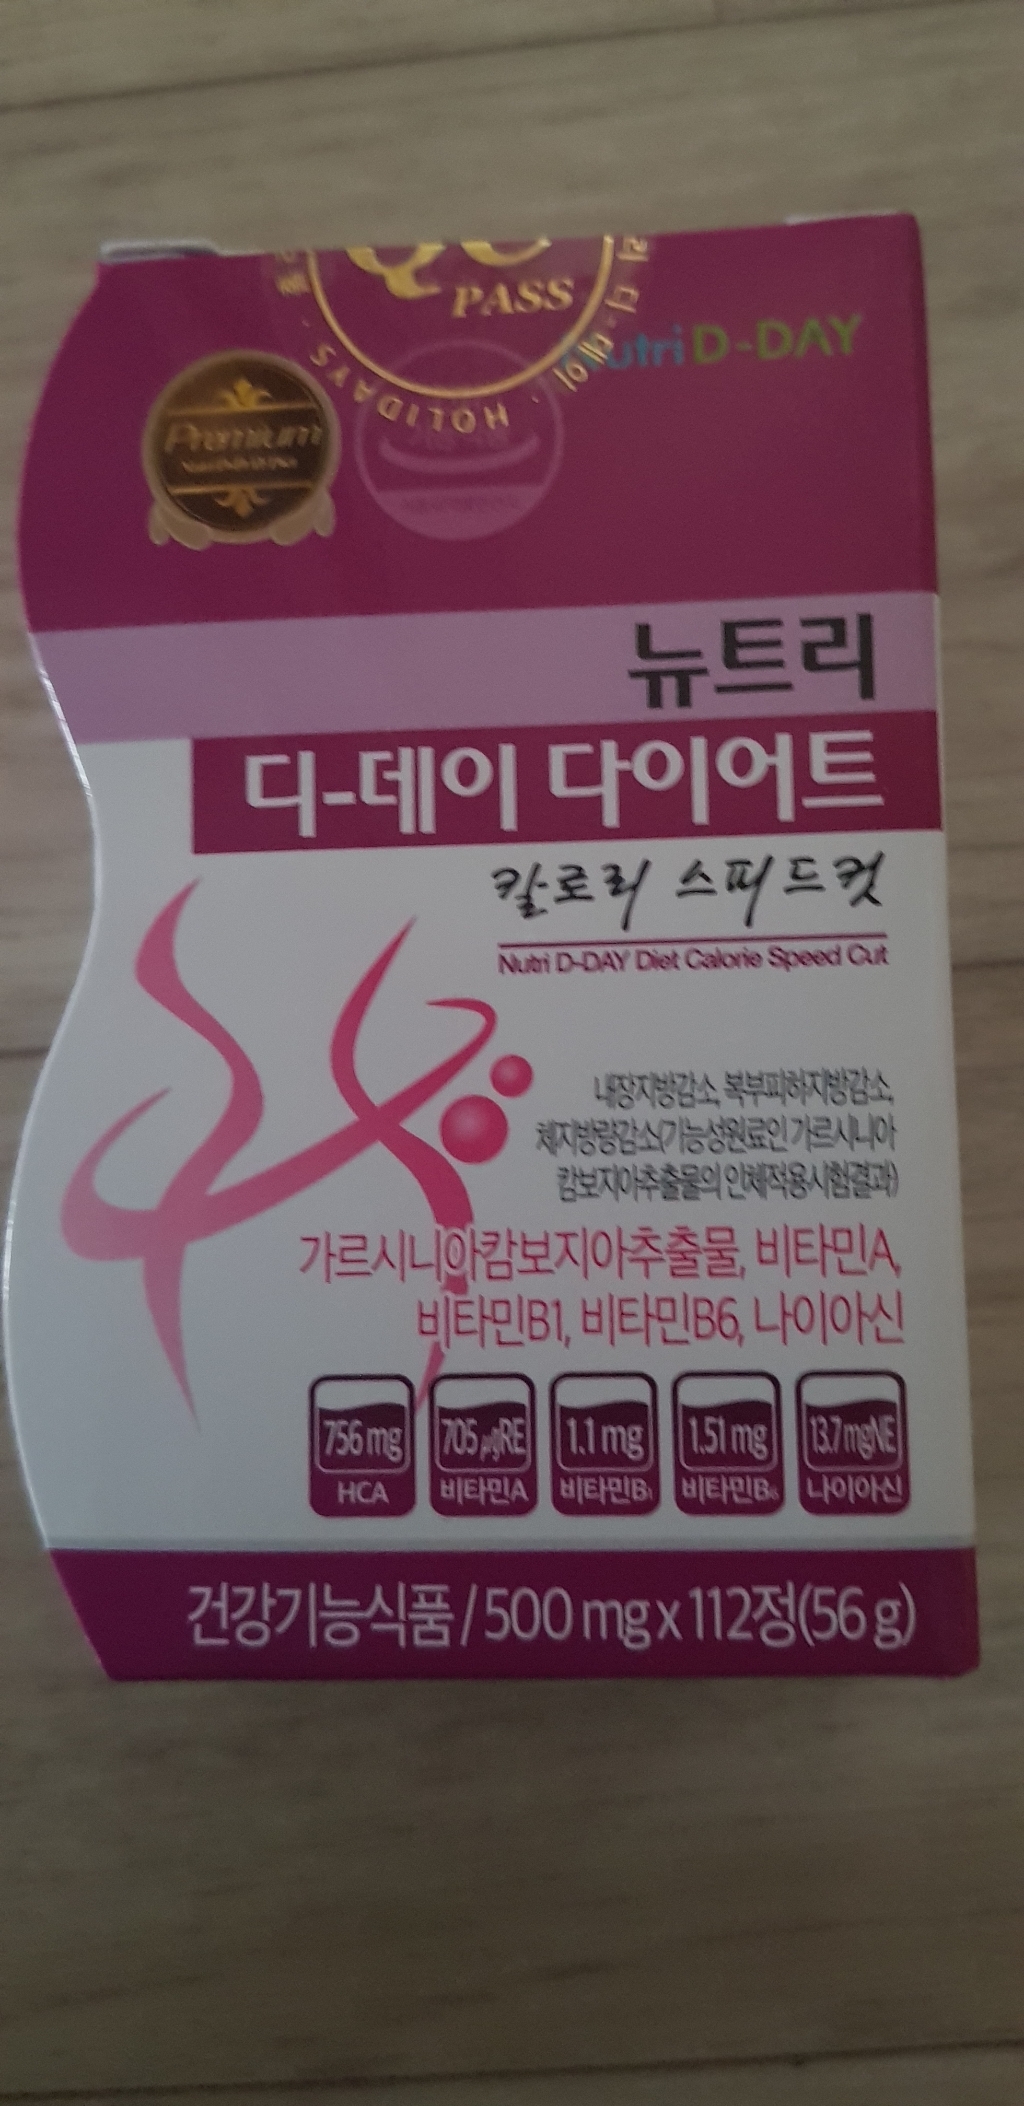 PASS
HOLIDAYS
Nutri D-DAY
Premium
뉴트리
디-데이 다이어트
칼로리 스피드컷
Nutri D-DAY Diet Calorie Speed Cut
내장지방감소, 복부피하지방감소,
체지방량감소(기능성원료인 가르시니아
캄보지아추출물의 인체적용시험결과)
가르시니아캄보지아추출물, 비타민A,
비타민B1, 비타민B6, 나이아신
756 mg 705 μgRE 1.1 mg 1.51 mg 13.7 mgNE
HCA 비타민A 비타민B₁ 비타민B₆ 나이아신
건강기능식품 / 500 mg x 112정(56 g)